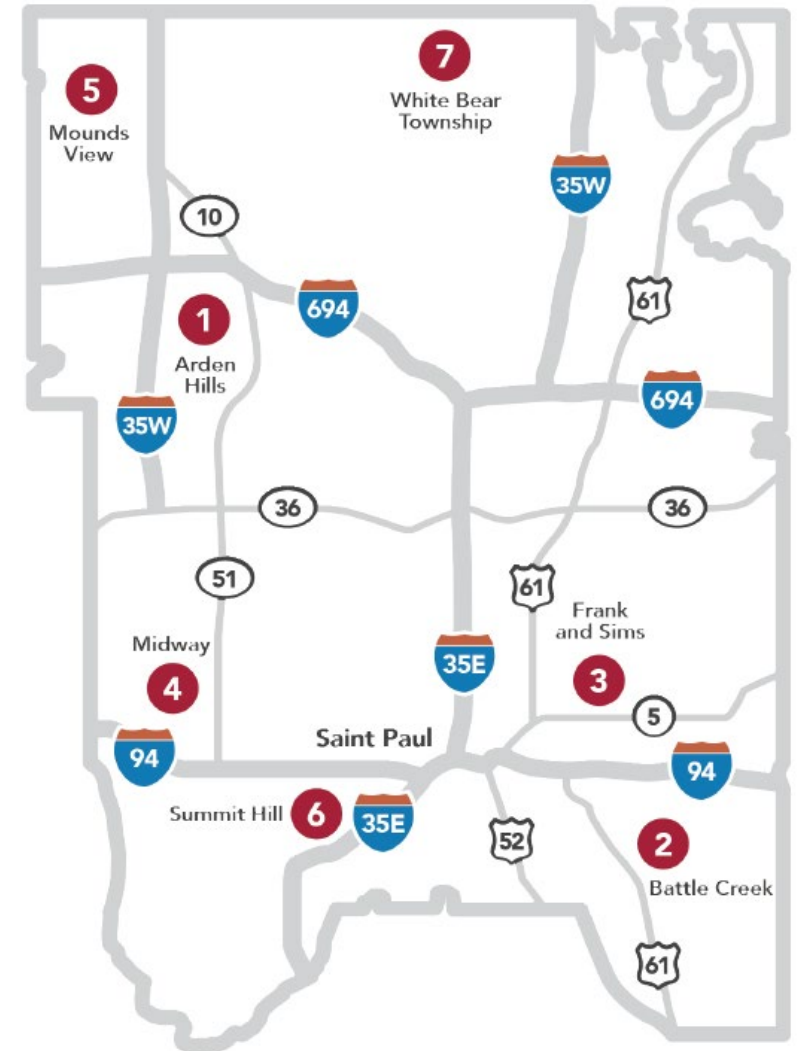 5
Mounds
View
7
White Bear
Township
35W
10
61
694
1
Arden
Hills
694
35W
36
36
51
61
Frank
and Sims
Midway
35E
3
4
5
Saint Paul
94
94
Summit Hill
6
35E
52
2
Battle Creek
61